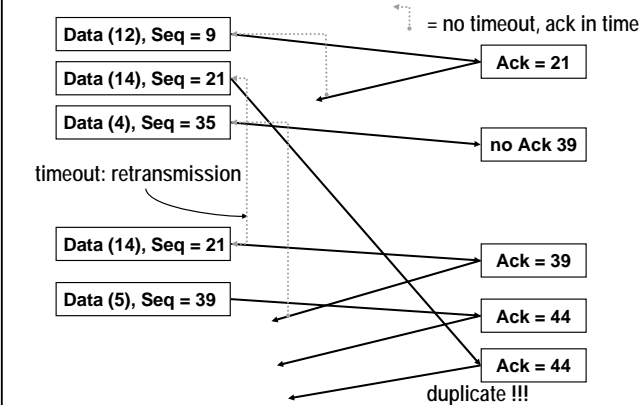 = no timeout, ack in time
Data (12), Seq = 9
Ack = 21
Data (14), Seq = 21
Data (4), Seq = 35
no Ack 39
timeout: retransmission
Data (14), Seq = 21
Ack = 39
Data (5), Seq = 39
Ack = 44
Ack = 44
duplicate !!!